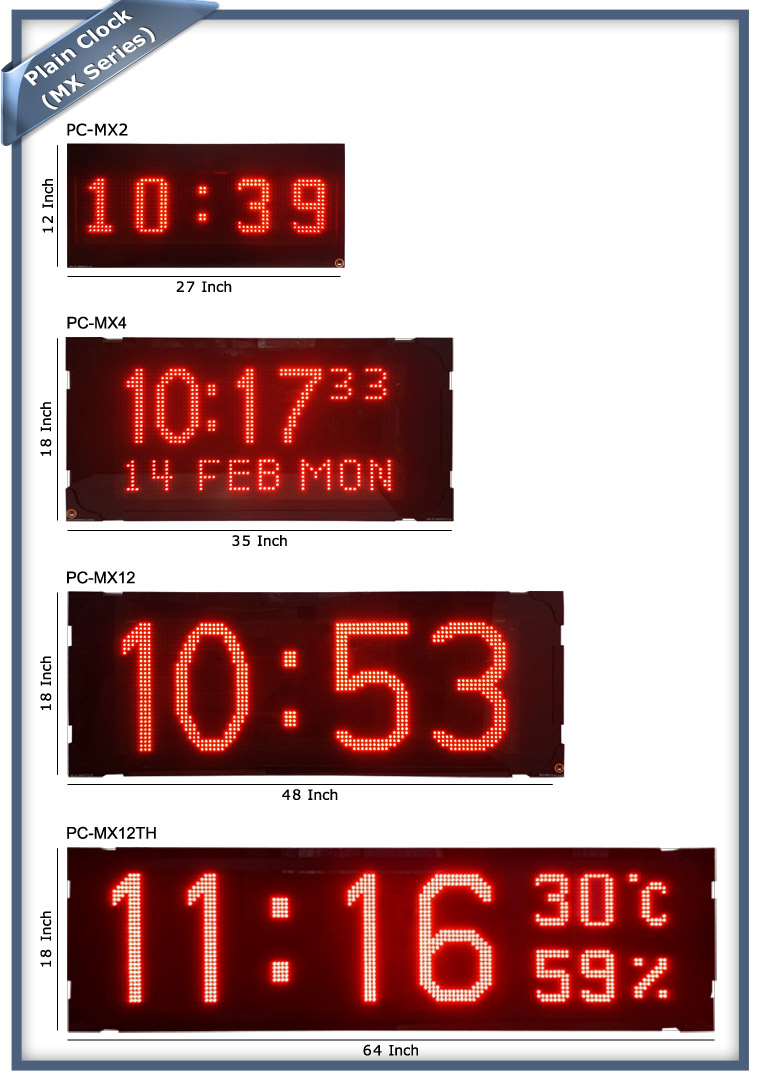 Plain Clock
(MX Series)
PC-MX2
10:39
12 Inch
27 Inch
PC-MX4
10:17 33
14 FEB MON
18 Inch
35 Inch
PC-MX12
10:53
18 Inch
48 Inch
PC-MX12TH
11:16
30°C
59%
18 Inch
64 Inch